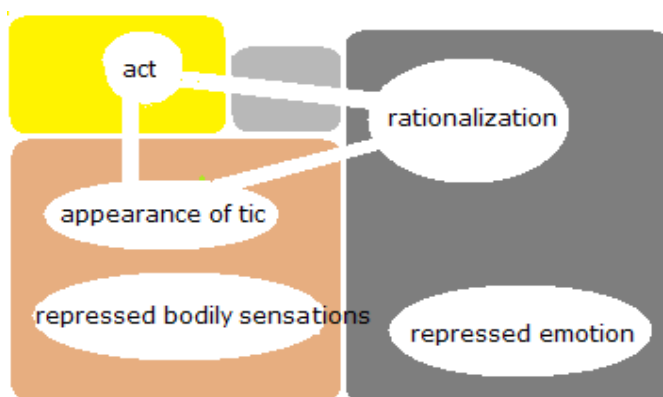 act
rationalization
appearance of tic
repressed bodily sensations
repressed emotion